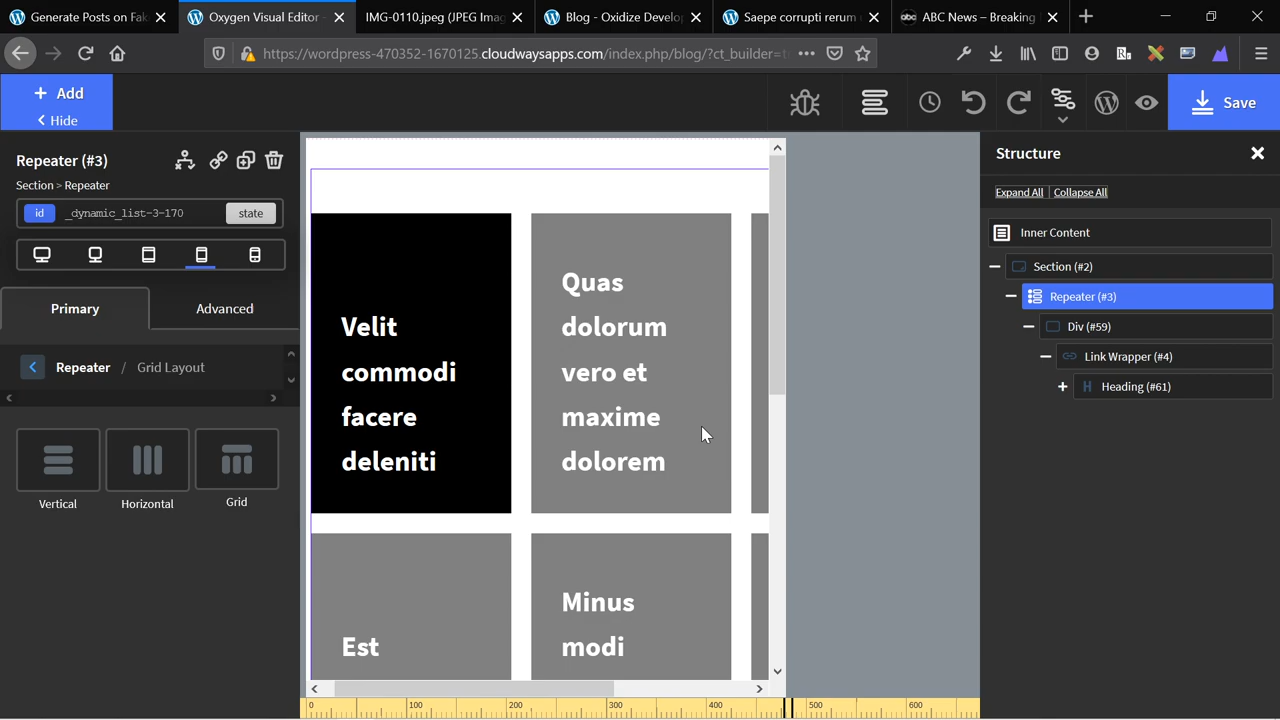 Generate Posts on Fak
Oxygen Visual Editor -
IMG-0110.jpeg (JPEG Imag
Blog - Oxidize Develop
Saepe corrupti rerum
abc
ABC News – Breaking
https://wordpress-470352-1670125.cloudwaysapps.com/index.php/blog/?ct_builder=t
+ Add
< Hide
Save
Repeater (#3)
Section > Repeater
id
_dynamic_list-3-170
state
Primary
Advanced
Repeater / Grid Layout
Vertical
Horizontal
Grid
Velit
commodi
facere
deleniti
Quas
dolorum
vero et
maxime
dolorem
Est
Minus
modi
0
100
200
300
400
500
600
Structure
Expand All
Collapse All
Inner Content
Section (#2)
Repeater (#3)
Div (#59)
Link Wrapper (#4)
Heading (#61)